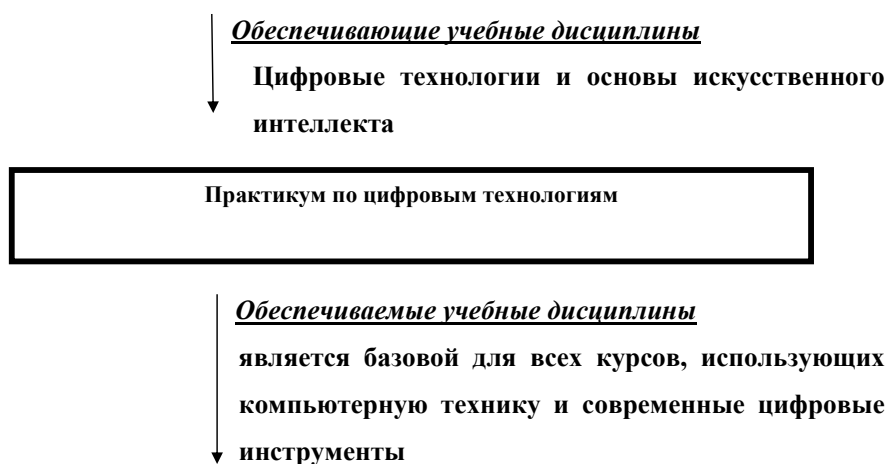 Обеспечивающие учебные дисциплины
Цифровые технологии и основы искусственного
интеллекта
Практикум по цифровым технологиям
Обеспечиваемые учебные дисциплины
является базовой для всех курсов, использующих
компьютерную технику и современные цифровые
инструменты